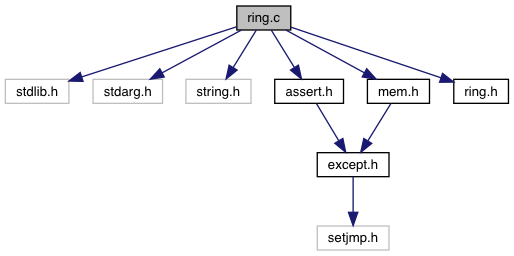 ring.c
stdlib.h
stdarg.h
string.h
assert.h
mem.h
ring.h
except.h
setjmp.h